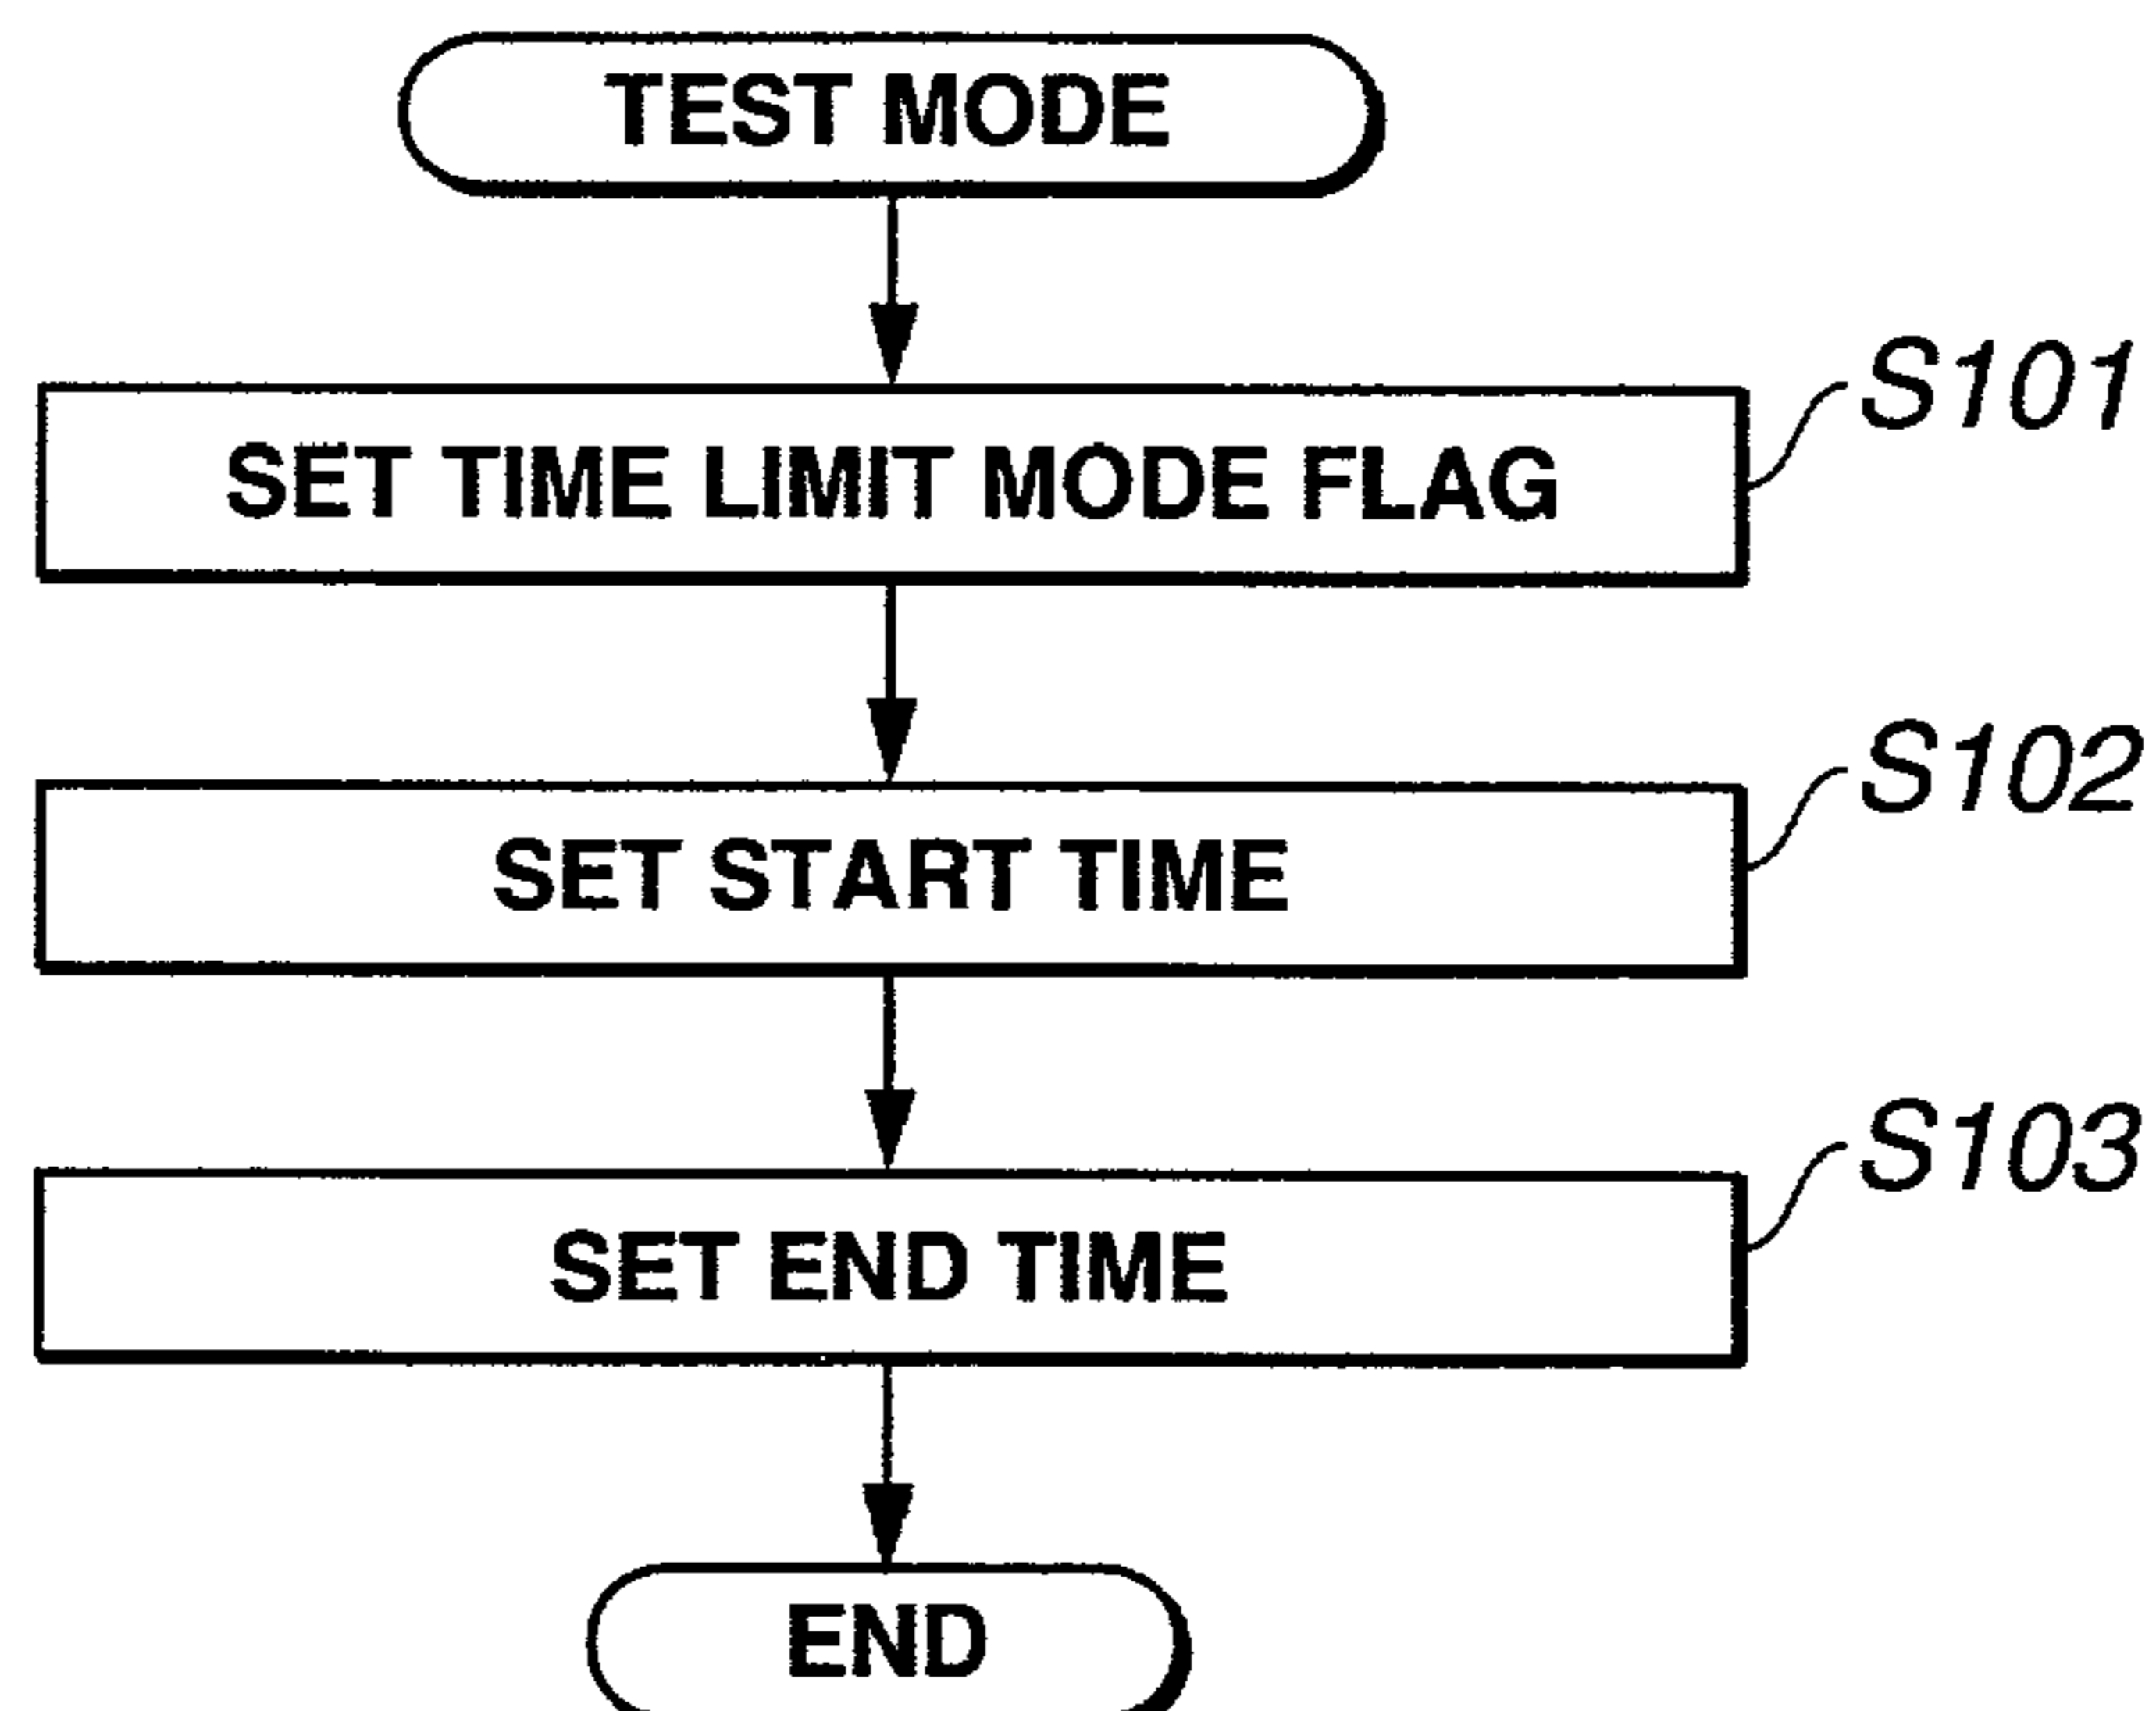 TEST MODE
SET TIME LIMIT MODE FLAG
S101
SET START TIME
S102
SET END TIME
S103
END